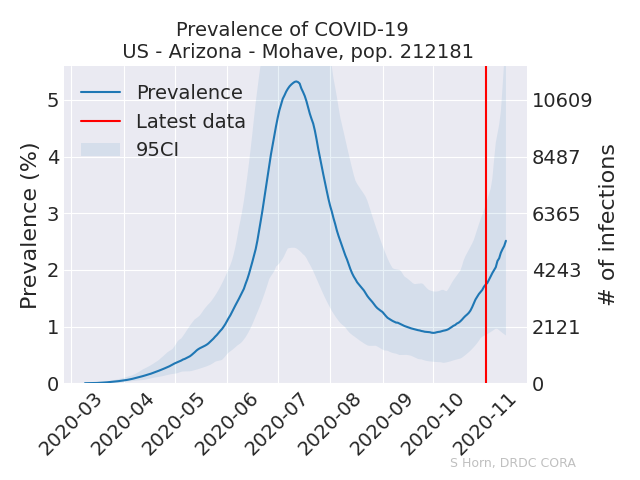 Prevalence of COVID-19
US - Arizona - Mohave, pop. 212181
Prevalence
Latest data
95CI
Prevalence (%)
5
4
3
2
1
0
10609
8487
6365
4243
2121
0
# of infections
2020-03
2020-04
2020-05
2020-06
2020-07
2020-08
2020-09
2020-10
2020-11
S Horn, DRDC CORA